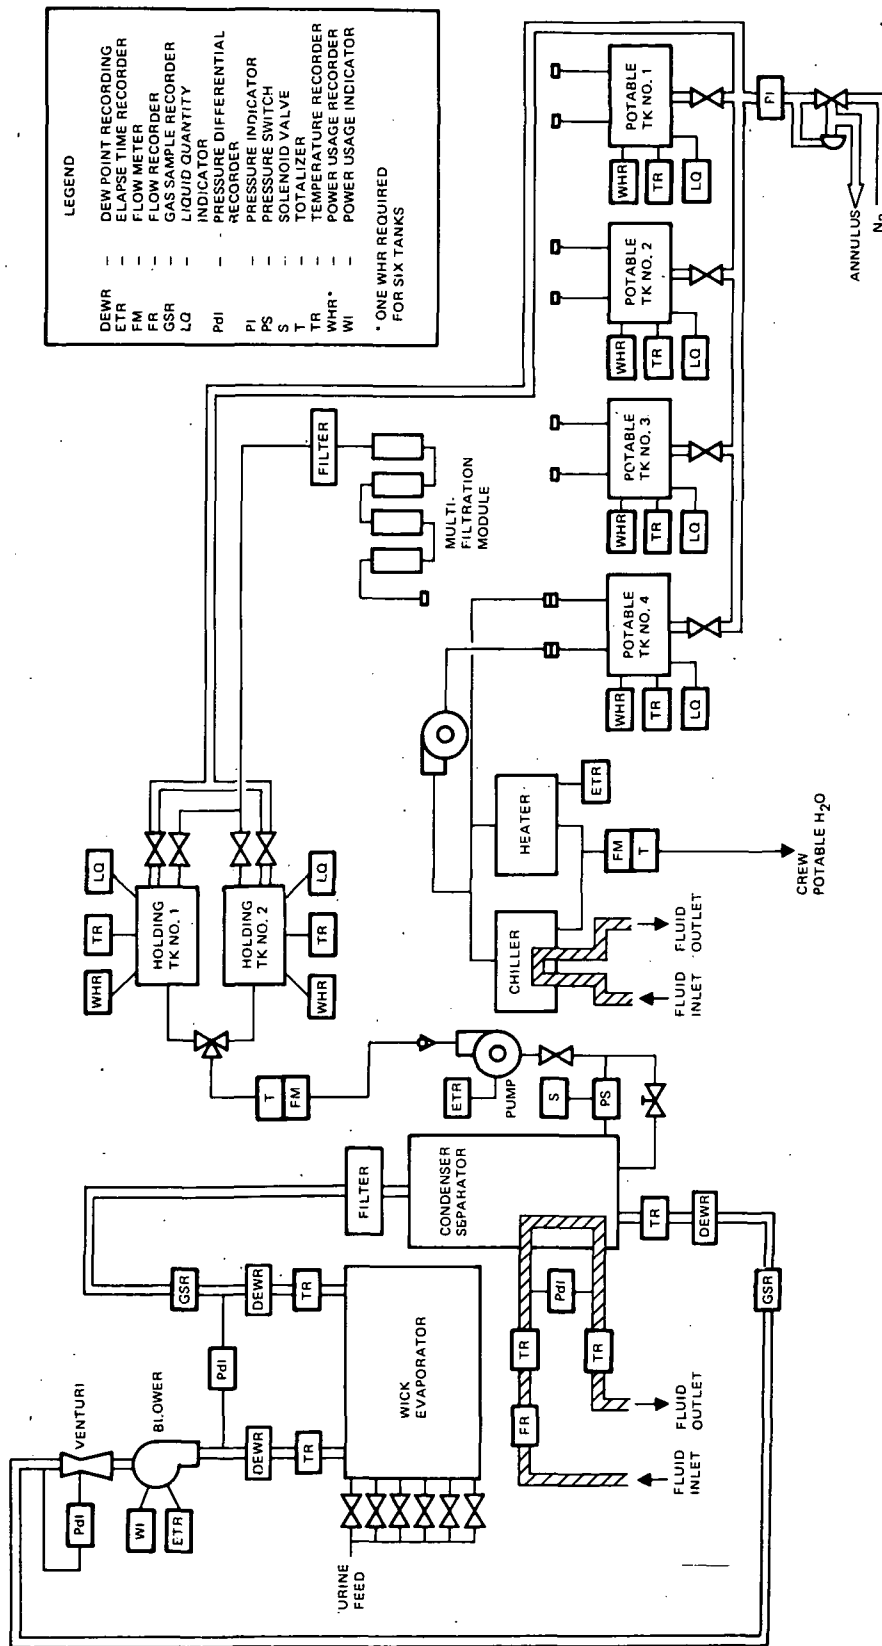 LEGEND
DEWR – DEW POINT RECORDING
ETR – ELAPSE TIME RECORDER
FM – FLOW METER
FR – FLOW RECORDER
GSR – GAS SAMPLE RECORDER
LQ – LIQUID QUANTITY
INDICATOR
PdI – PRESSURE DIFFERENTIAL
RECORDER
PI – PRESSURE INDICATOR
PS – PRESSURE SWITCH
S – SOLENOID VALVE
T – TOTALIZER
TR – TEMPERATURE RECORDER
WHR* – POWER USAGE RECORDER
WI – POWER USAGE INDICATOR
* ONE WHR REQUIRED
FOR SIX TANKS
VENTURI
PdI
BLOWER
WI
ETR
PdI
GSR
DEWR
TR
DEWR
TR
URINE
FEED
WICK
EVAPORATOR
FILTER
CONDENSER
SEPARATOR
FR
TR
PdI
TR
FLUID
INLET
FLUID
OUTLET
TR
DEWR
GSR
S
PS
ETR
PUMP
T
FM
WHR
TR
LQ
HOLDING
TK NO. 1
HOLDING
TK NO. 2
WHR
TR
LQ
FILTER
MULTI-
FILTRATION
MODULE
CHILLER
HEATER
ETR
FM
T
FLUID
INLET
FLUID
OUTLET
CREW
POTABLE H₂O
POTABLE
TK NO. 4
WHR
TR
LQ
POTABLE
TK NO. 3
WHR
TR
LQ
POTABLE
TK NO. 2
WHR
TR
LQ
POTABLE
TK NO. 1
WHR
TR
LQ
PI
ANNULUS
N₂